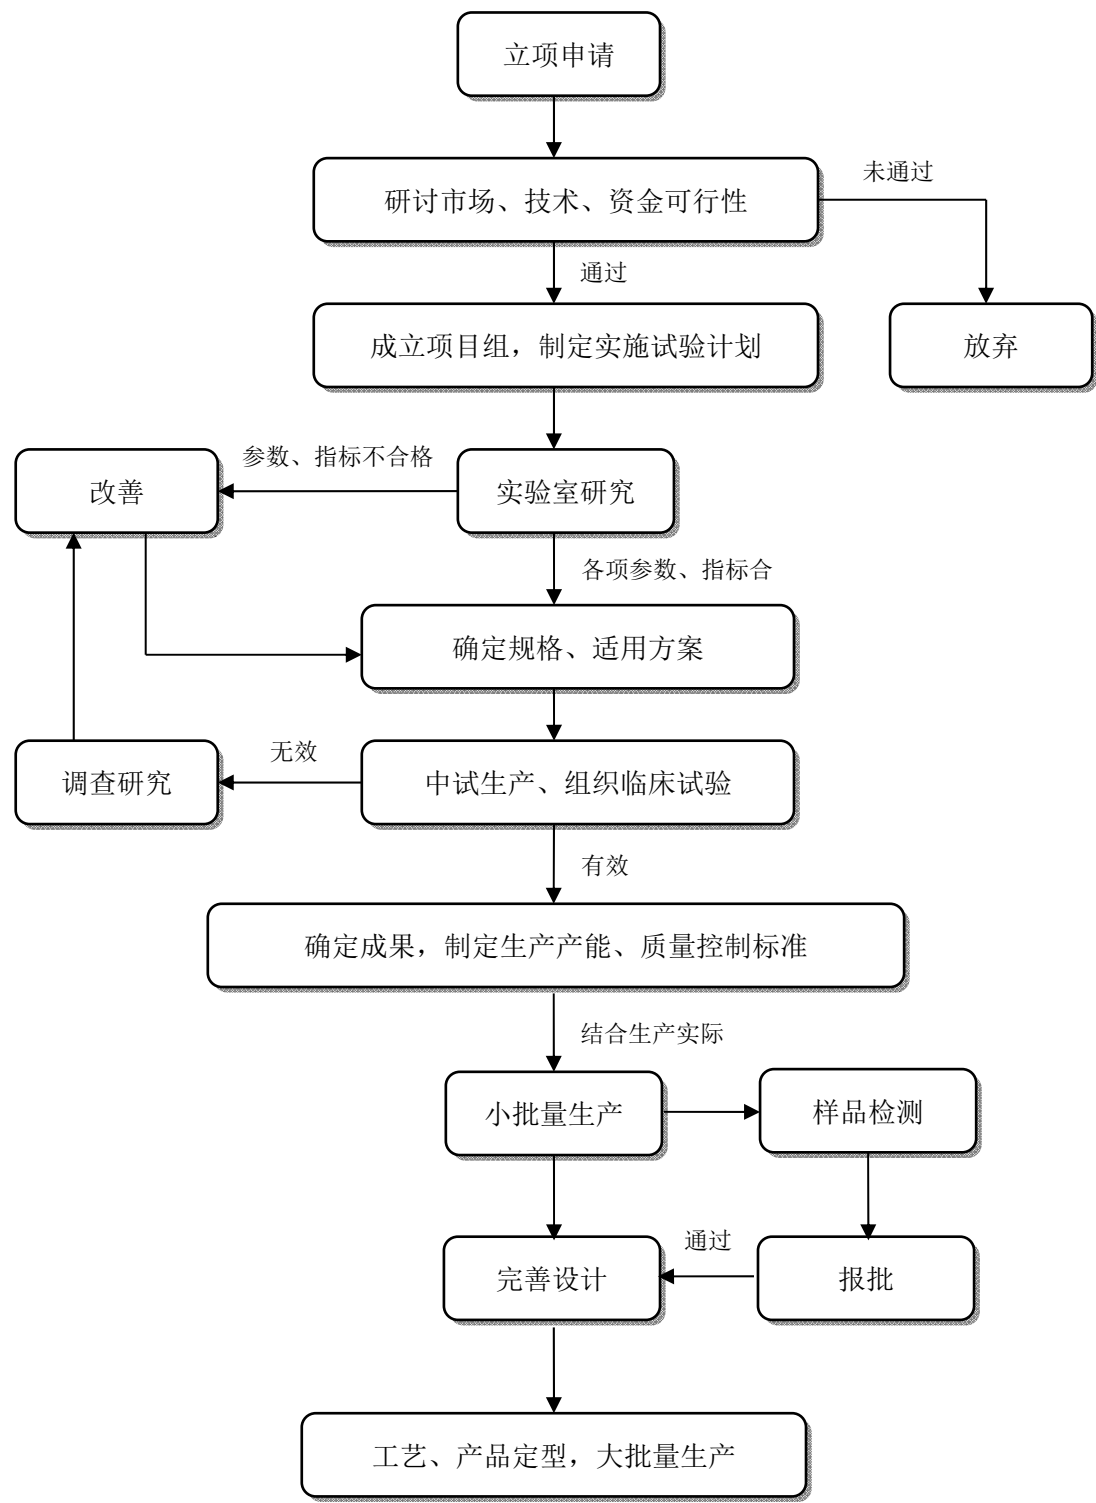 立项申请
未通过
研讨市场、技术、资金可行性
通过
成立项目组，制定实施试验计划
放弃
参数、指标不合格
改善
实验室研究
各项参数、指标合
确定规格、适用方案
无效
调查研究
中试生产、组织临床试验
有效
确定成果，制定生产产能、质量控制标准
结合生产实际
小批量生产
样品检测
通过
完善设计
报批
工艺、产品定型，大批量生产